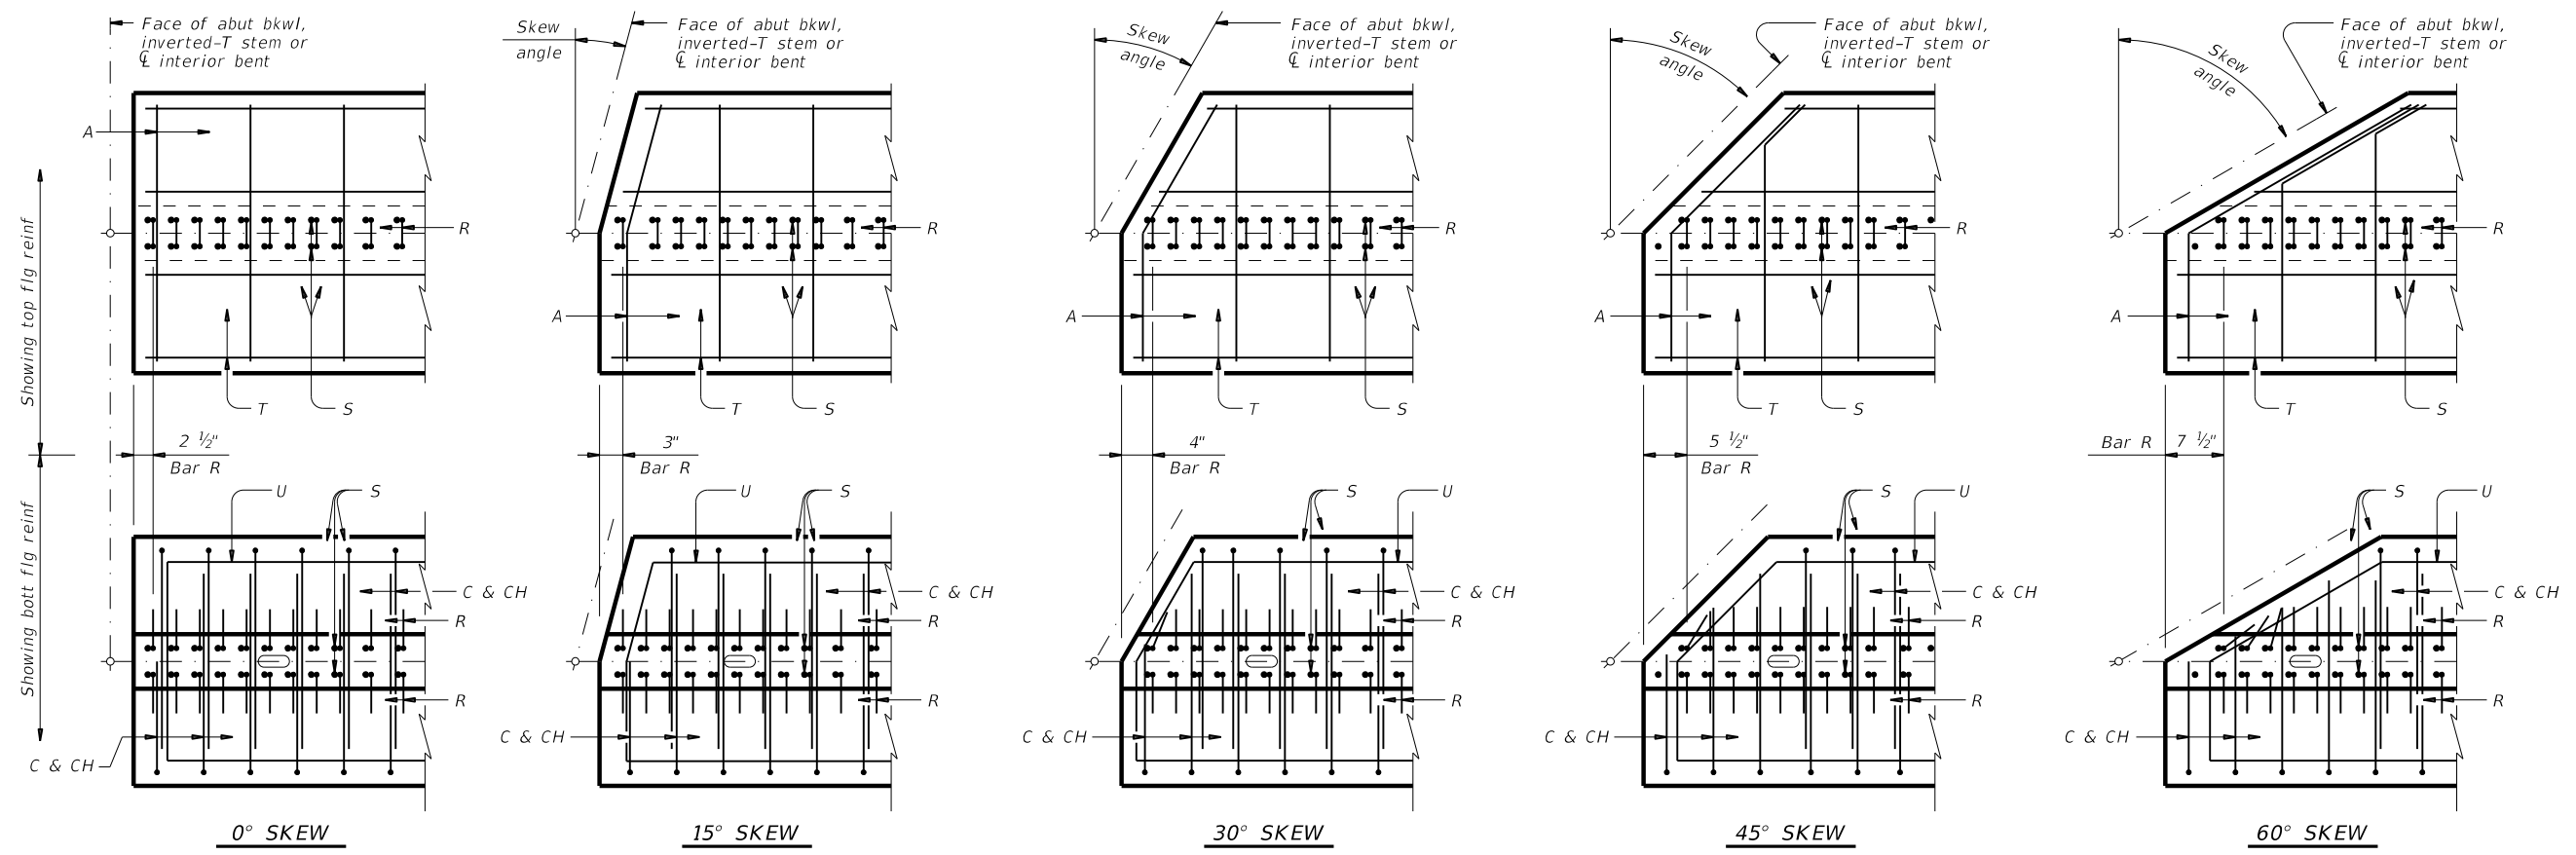 Face of abut bkwl,
inverted-T stem or
℄ interior bent
Skew
angle
Face of abut bkwl,
inverted-T stem or
℄ interior bent
Skew
angle
Face of abut bkwl,
inverted-T stem or
℄ interior bent
Skew
angle
Face of abut bkwl,
inverted-T stem or
℄ interior bent
Skew
angle
Face of abut bkwl,
inverted-T stem or
℄ interior bent
Showing top flg reinf
A
R
T
S
A
R
T
S
A
R
T
S
A
R
T
S
A
R
T
S
2 ½"
Bar R
3"
Bar R
4"
Bar R
5 ½"
Bar R
Bar R 7 ½"
Showing bott flg reinf
U
S
C & CH
R
R
C & CH
U
S
C & CH
R
R
C & CH
S
U
C & CH
R
R
C & CH
S
U
C & CH
R
R
C & CH
S
U
C & CH
R
R
C & CH
0° SKEW
15° SKEW
30° SKEW
45° SKEW
60° SKEW